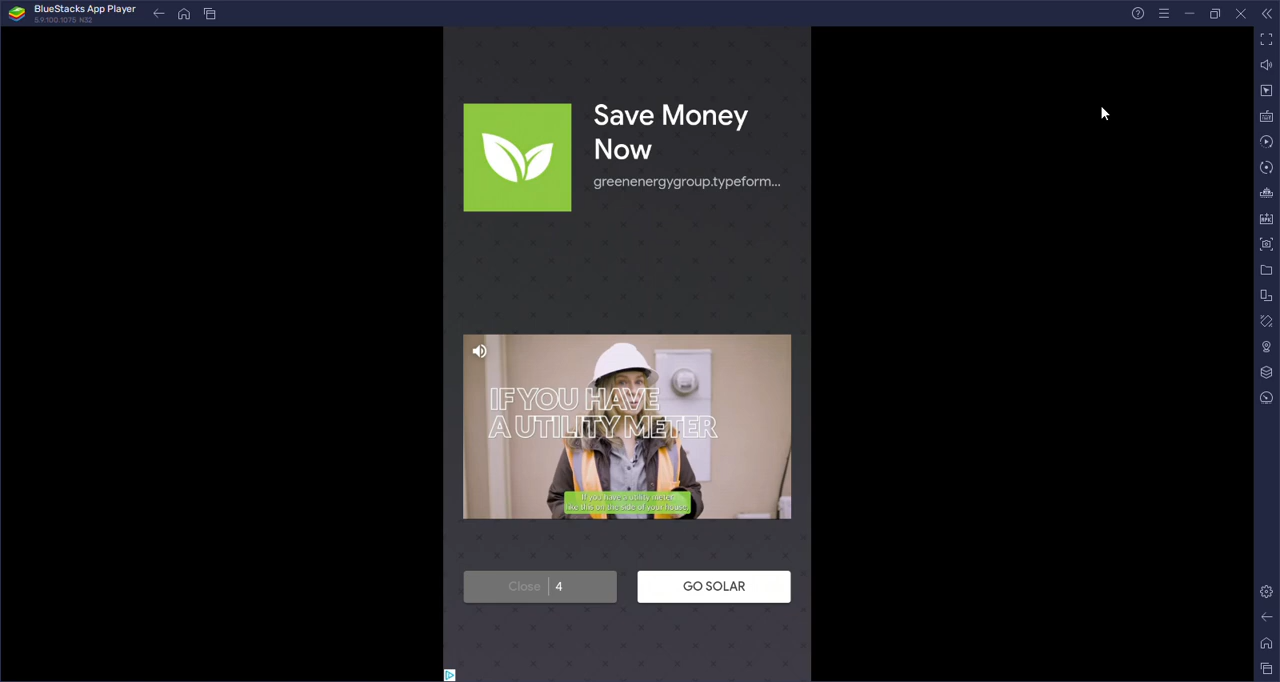 BlueStacks App Player
5.9.100.1075 N32
Save Money
Now
greenenergygroup.typeform...
IF YOU HAVE
A UTILITY METER
If you have a utility meter
like this on the side of your house,
Close 4
GO SOLAR